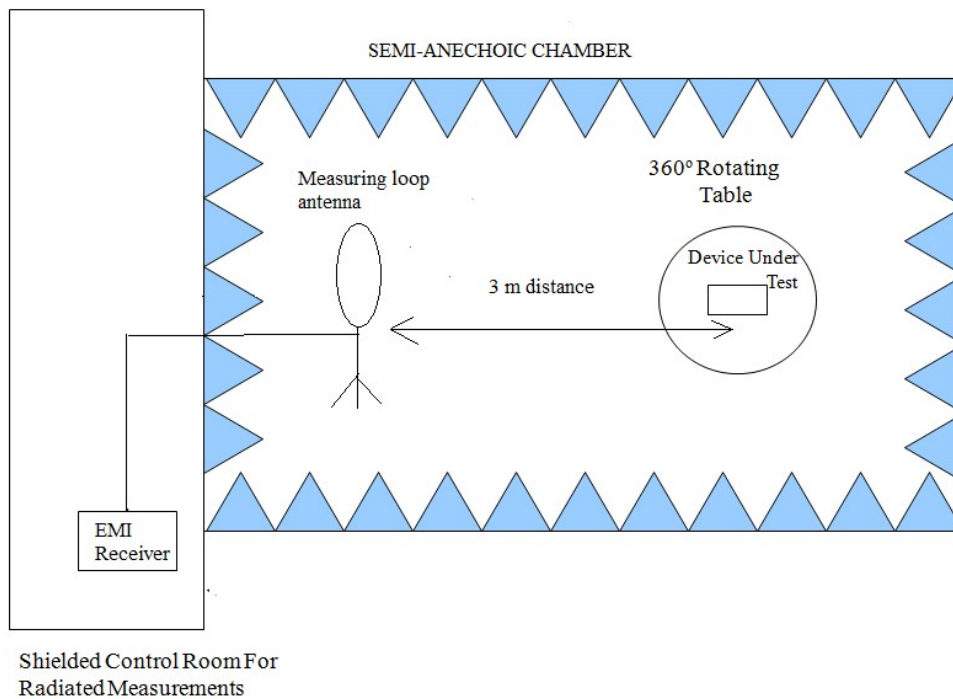 SEMI-ANECHOIC CHAMBER
Measuring loop
antenna
360º Rotating
Table
Device Under
Test
3 m distance
EMI
Receiver
Shielded Control Room For
Radiated Measurements